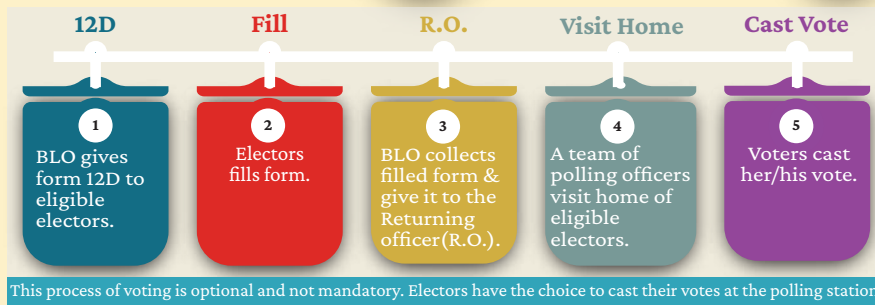 12D
Fill
R.O.
Visit Home
Cast Vote
1
BLO gives
form 12D to
eligible
electors.
2
Electors
fills form.
3
BLO collects
filled form &
give it to the
Returning
officer(R.O.).
4
A team of
polling officers
visit home of
eligible
electors.
5
Voters cast
her/his vote.
This process of voting is optional and not mandatory. Electors have the choice to cast their votes at the polling station